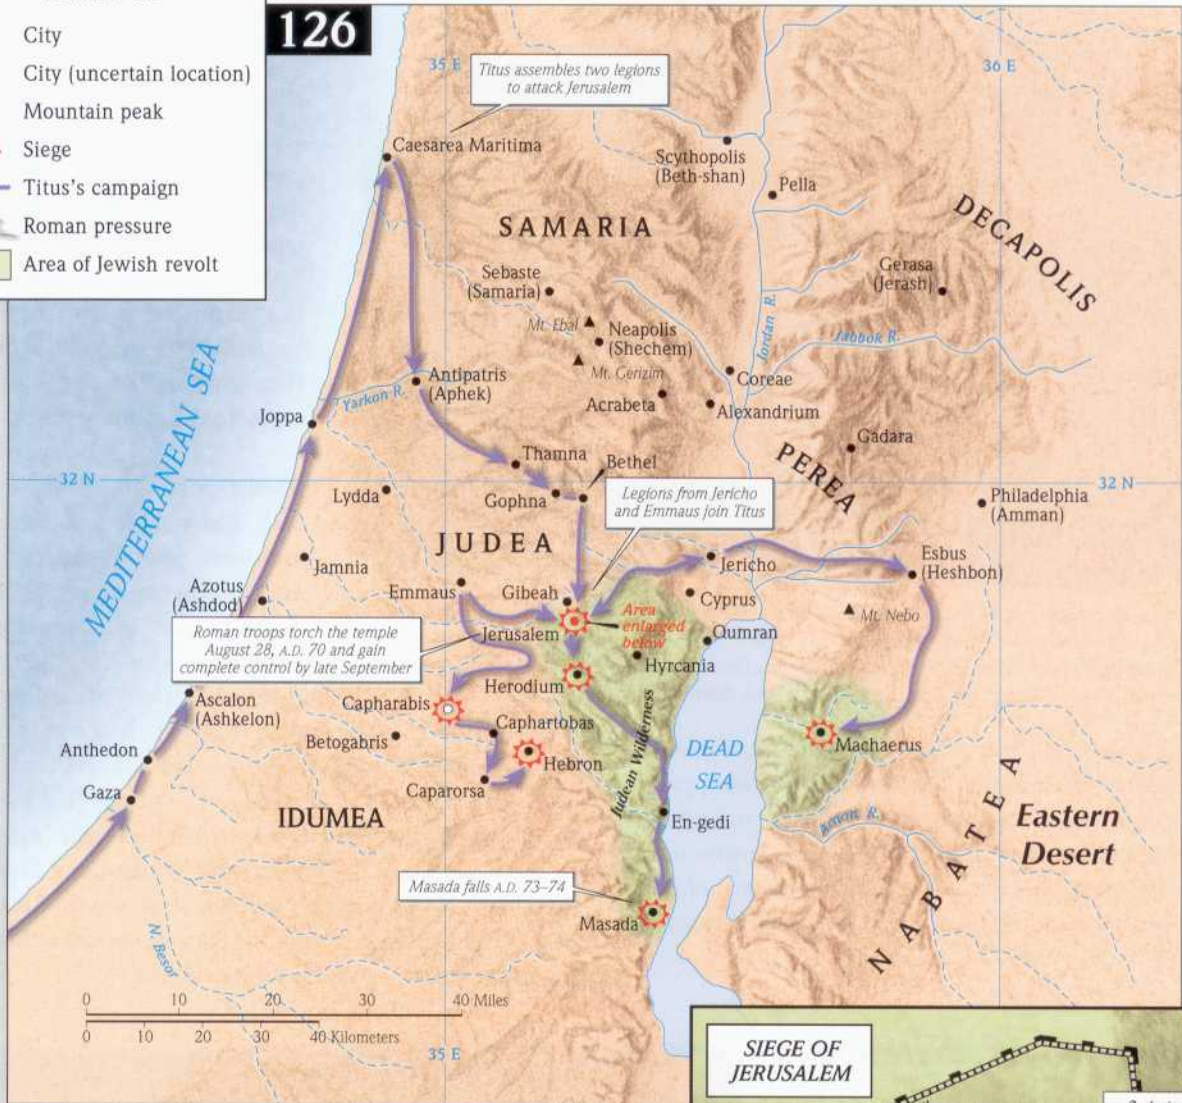 126
City
City (uncertain location)
Mountain peak
Siege
Titus's campaign
Roman pressure
Area of Jewish revolt
35 E
36 E
Titus assembles two legions
to attack Jerusalem
Caesarea Maritima
Scythopolis
(Beth-shan)
Pella
SAMARIA
DECAPOLIS
Sebaste
(Samaria)
Gerasa
(Jerash)
Mt. Ebal
Neapolis
(Shechem)
Jordan R.
Jabbok R.
Mt. Gerizim
MEDITERRANEAN SEA
Antipatris
(Aphek)
Yarkon R.
Coreae
Acrabeta
Alexandrium
Joppa
Gadara
Thamna
Bethel
PEREA
32 N
32 N
Lydda
Gophna
Legions from Jericho
and Emmaus join Titus
Philadelphia
(Amman)
JUDEA
Jamnia
Jericho
Esbus
(Heshbon)
Azotus
(Ashdod)
Emmaus
Gibeah
Cyprus
Mt. Nebo
Roman troops torch the temple
August 28, A.D. 70 and gain
complete control by late September
Jerusalem
Area
enlarged
below
Qumran
Hyrcania
Herodium
Ascalon
(Ashkelon)
Capharabis
Caphartobas
Betogabris
Judean Wilderness
DEAD
SEA
Machaerus
Anthedon
Hebron
Gaza
Caparorsa
IDUMEA
En-gedi
Arnon R.
NABATEA
Eastern
Desert
Masada falls A.D. 73–74
Masada
N. Besor
0 10 20 30 40 Miles
0 10 20 30 40 Kilometers
35 E
SIEGE OF
JERUSALEM